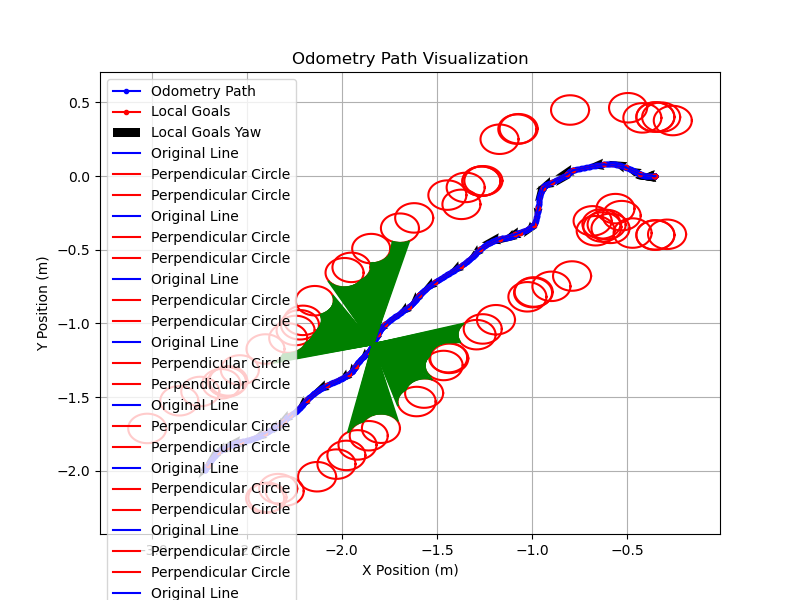 Odometry Path Visualization
Y Position (m)
0.5
0.0
−0.5
−1.0
−1.5
−2.0
Odometry Path
Local Goals
Local Goals Yaw
Original Line
Perpendicular Circle
Perpendicular Circle
Original Line
Perpendicular Circle
Perpendicular Circle
Original Line
Perpendicular Circle
Perpendicular Circle
Original Line
Perpendicular Circle
Perpendicular Circle
Original Line
Perpendicular Circle
Perpendicular Circle
Original Line
Perpendicular Circle
Perpendicular Circle
Original Line
Perpendicular Circle
Perpendicular Circle
Original Line
−2.0 −1.5 −1.0 −0.5
X Position (m)